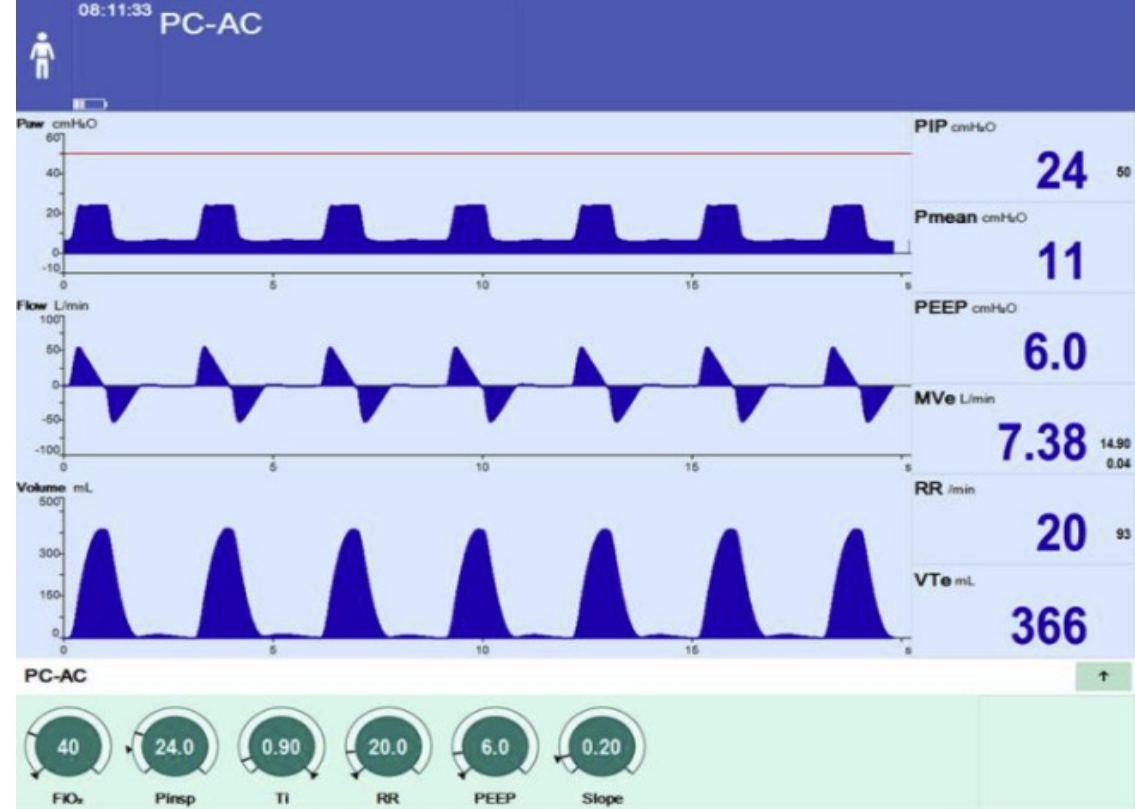 08:11:33 PC-AC
Paw cmH₂O
60
40
20
0
-10
0 5 10 15 s
Flow L/min
100
50
0
-50
-100
0 5 10 15 s
Volume mL
500
300
150
0
0 5 10 15 s
PIP cmH₂O
24 50
Pmean cmH₂O
11
PEEP cmH₂O
6.0
MVe L/min
7.38 14.90
0.04
RR /min
20 93
VTe mL
366
PC-AC ↑
40 24.0 0.90 20.0 6.0 0.20
FiO₂ Pinsp Ti RR PEEP Slope